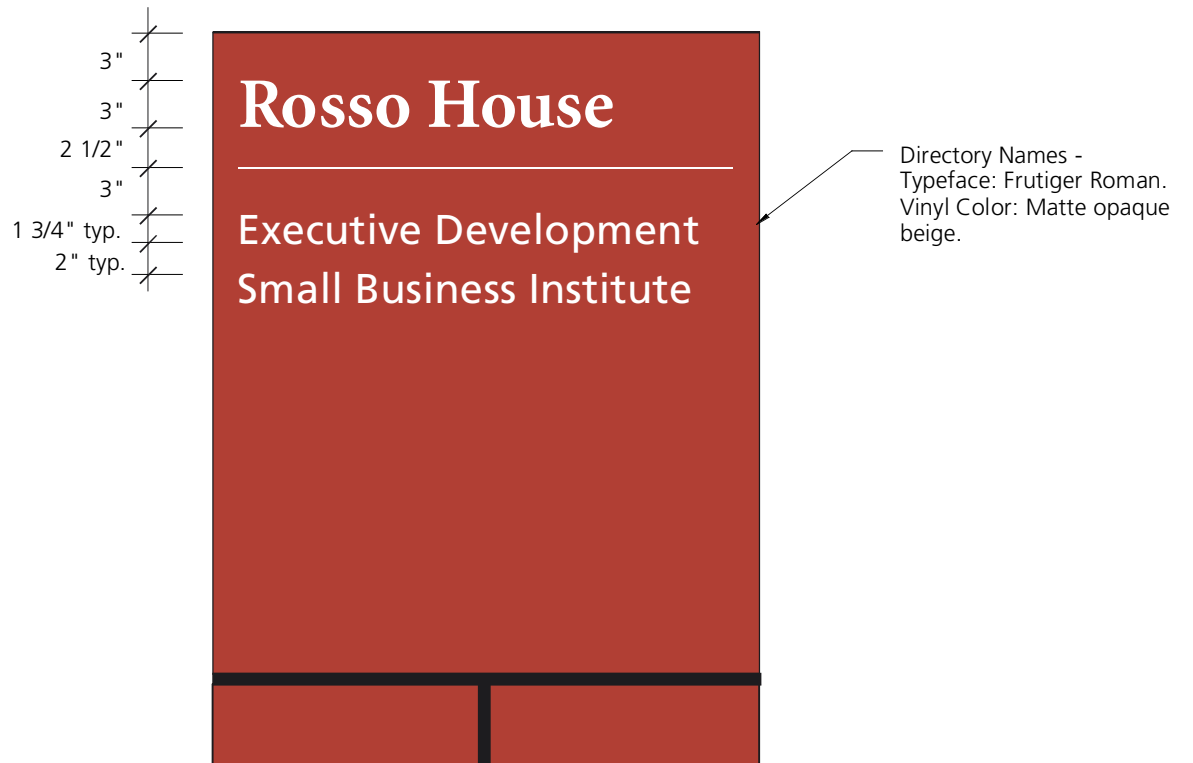 3"
3"
2 1/2"
3"
1 3/4" typ.
2" typ.
Rosso House
Executive Development
Small Business Institute
Directory Names -
Typeface: Frutiger Roman.
Vinyl Color: Matte opaque
beige.